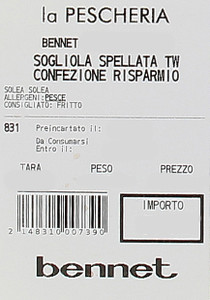 la PESCHERIA
BENNET
SOGLIOLA SPELLATA TW
CONFEZIONE RISPARMIO
SOLEA SOLEA
ALLERGENI:PESCE
CONSIGLIATO: FRITTO
831 Preincartato il:
Da Consumarsi
Entro il:
TARA PESO PREZZO
IMPORTO
2 148310 007390
bennet